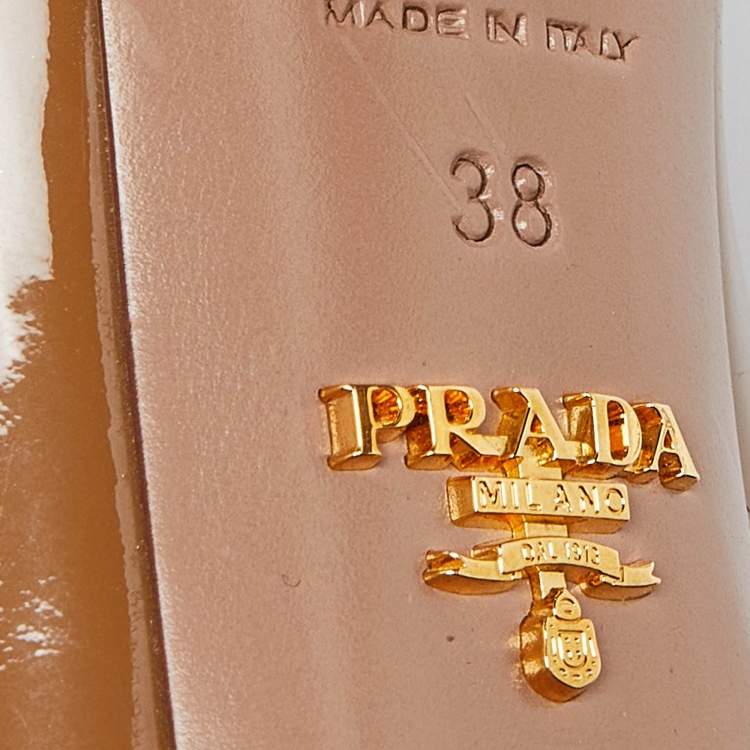 MADE IN ITALY
38
PRADA
MILANO
DAL 1913